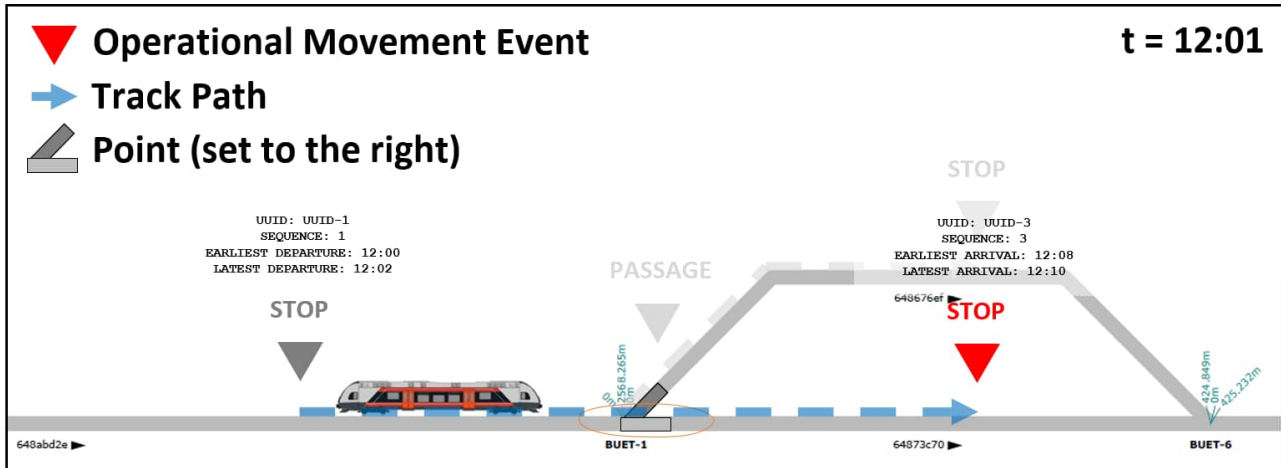 Operational Movement Event
t = 12:01
Track Path
Point (set to the right)
STOP
UUID: UUID-1
SEQUENCE: 1
EARLIEST DEPARTURE: 12:00
LATEST DEPARTURE: 12:02
UUID: UUID-3
SEQUENCE: 3
EARLIEST ARRIVAL: 12:08
LATEST ARRIVAL: 12:10
PASSAGE
648676ef
STOP
STOP
0m
2568.265m
0m
424.849m
0m
425.232m
648abd2e
BUET-1
64873c70
BUET-6